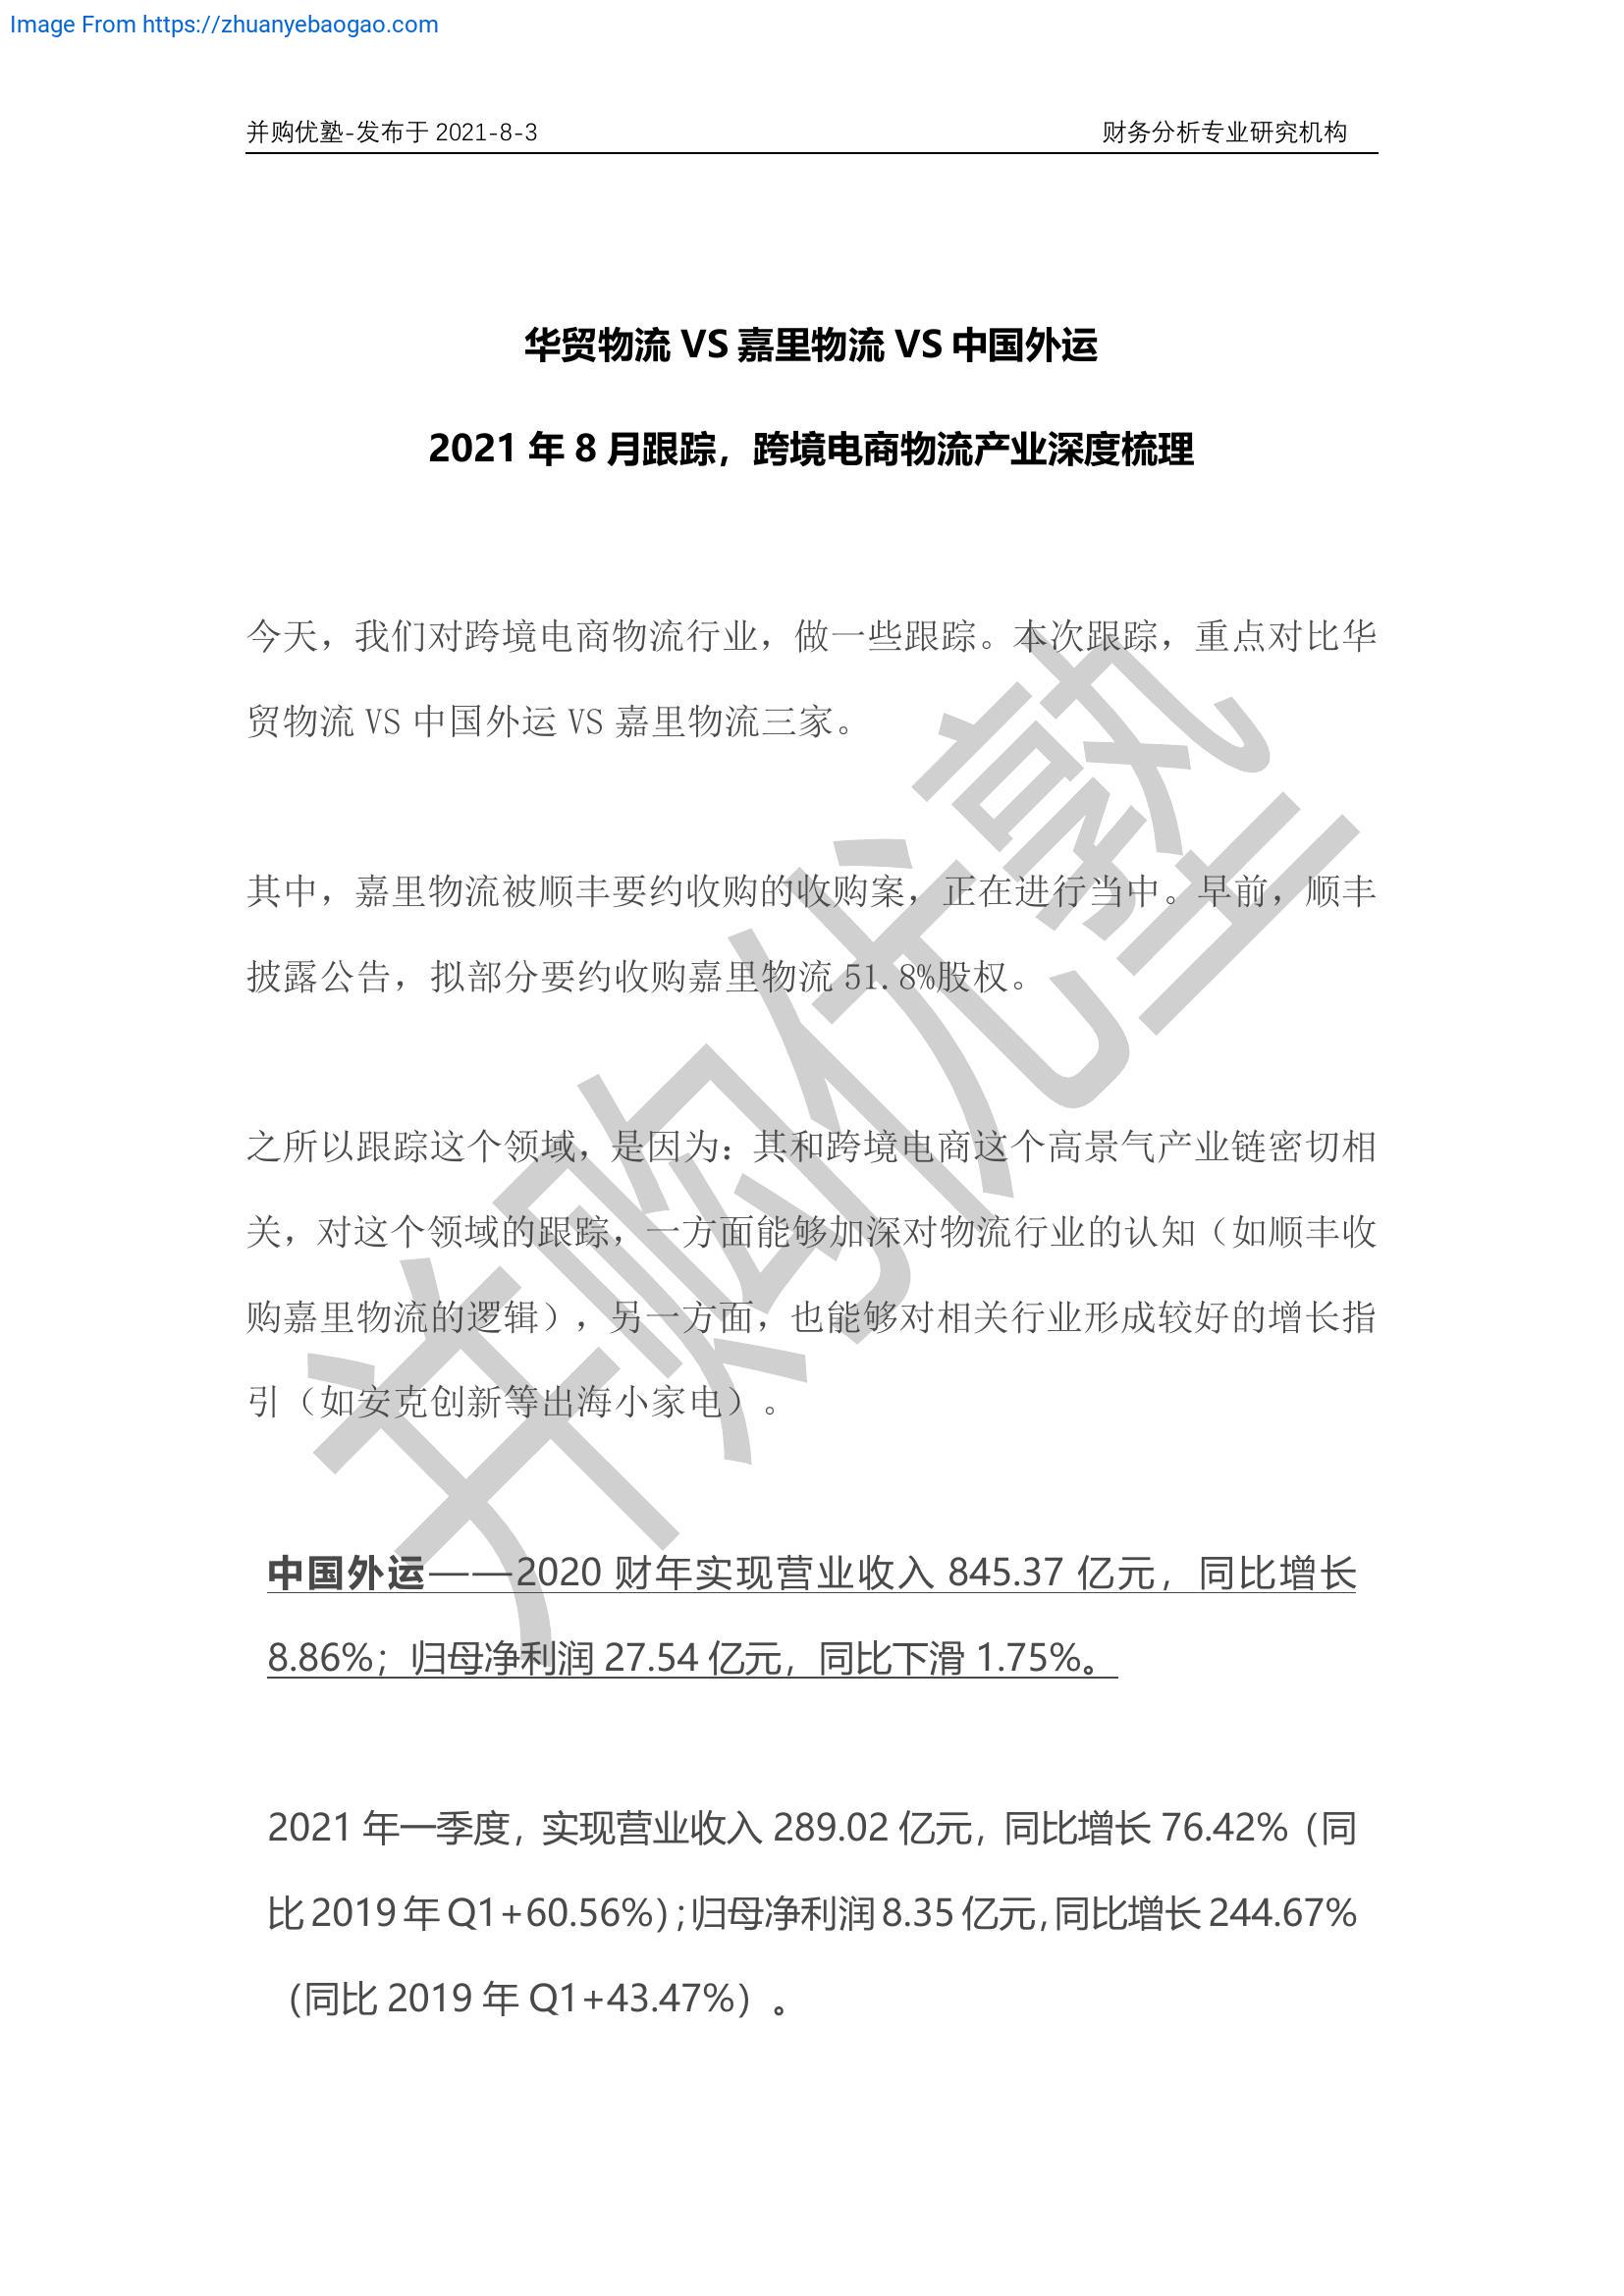 Image From https://zhuanyebaogao.com
并购优塾-发布于 2021-8-3 财务分析专业研究机构
华贸物流 VS 嘉里物流 VS 中国外运
2021 年 8 月跟踪，跨境电商物流产业深度梳理
今天，我们对跨境电商物流行业，做一些跟踪。本次跟踪，重点对比华
贸物流 VS 中国外运 VS 嘉里物流三家。
其中，嘉里物流被顺丰要约收购的收购案，正在进行当中。早前，顺丰
披露公告，拟部分要约收购嘉里物流 51.8%股权。
之所以跟踪这个领域，是因为：其和跨境电商这个高景气产业链密切相
关，对这个领域的跟踪，一方面能够加深对物流行业的认知（如顺丰收
购嘉里物流的逻辑），另一方面，也能够对相关行业形成较好的增长指
引（如安克创新等出海小家电）。
中国外运——2020 财年实现营业收入 845.37 亿元，同比增长
8.86%；归母净利润 27.54 亿元，同比下滑 1.75%。
2021 年一季度，实现营业收入 289.02 亿元，同比增长 76.42%（同
比 2019 年 Q1+60.56%）；归母净利润 8.35 亿元，同比增长 244.67%
（同比 2019 年 Q1+43.47%）。
并购优塾